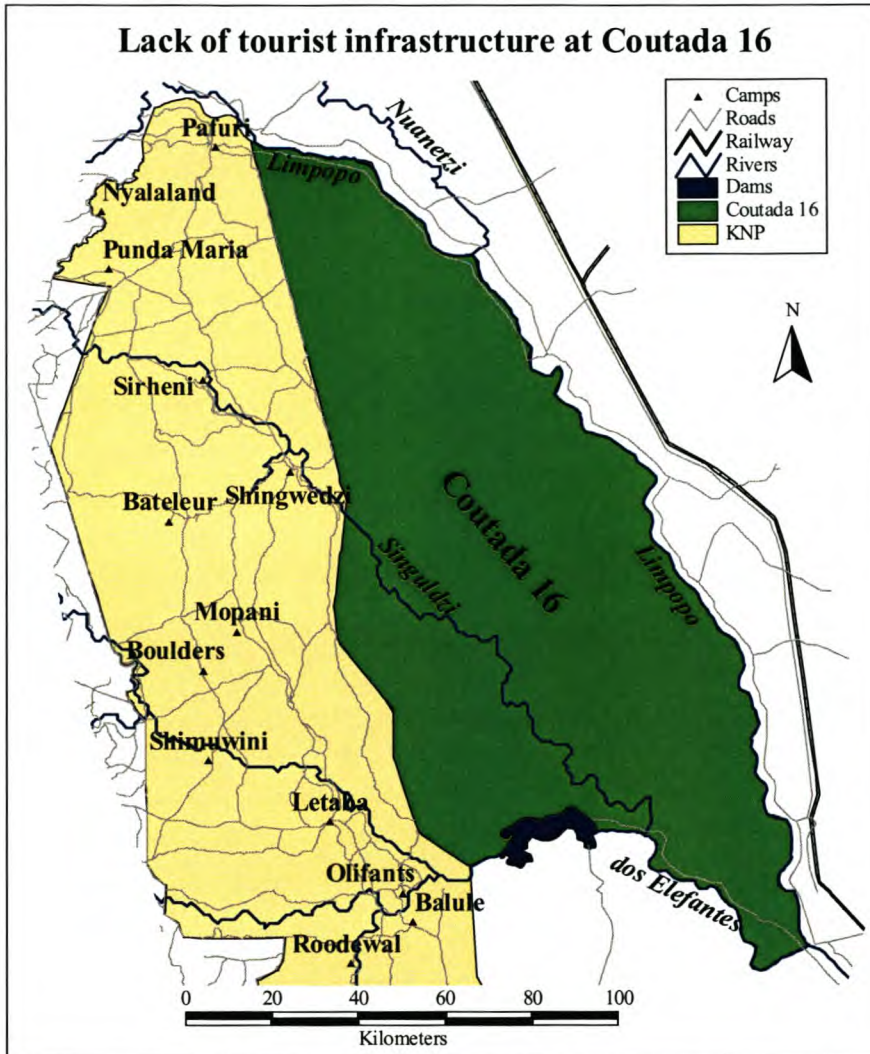 Lack of tourist infrastructure at Coutada 16
Camps
Roads
Railway
Rivers
Dams
Coutada 16
KNP
N
Nuanetzi
Pafuri
Limpopo
Nyalaland
Punda Maria
Sirheni
Shingwedzi
Bateleur
Coutada 16
Singuldzi
Limpopo
Mopani
Boulders
Shimuwini
Letaba
Olifants
Balule
dos Elefantes
Roodewal
0 20 40 60 80 100
Kilometers